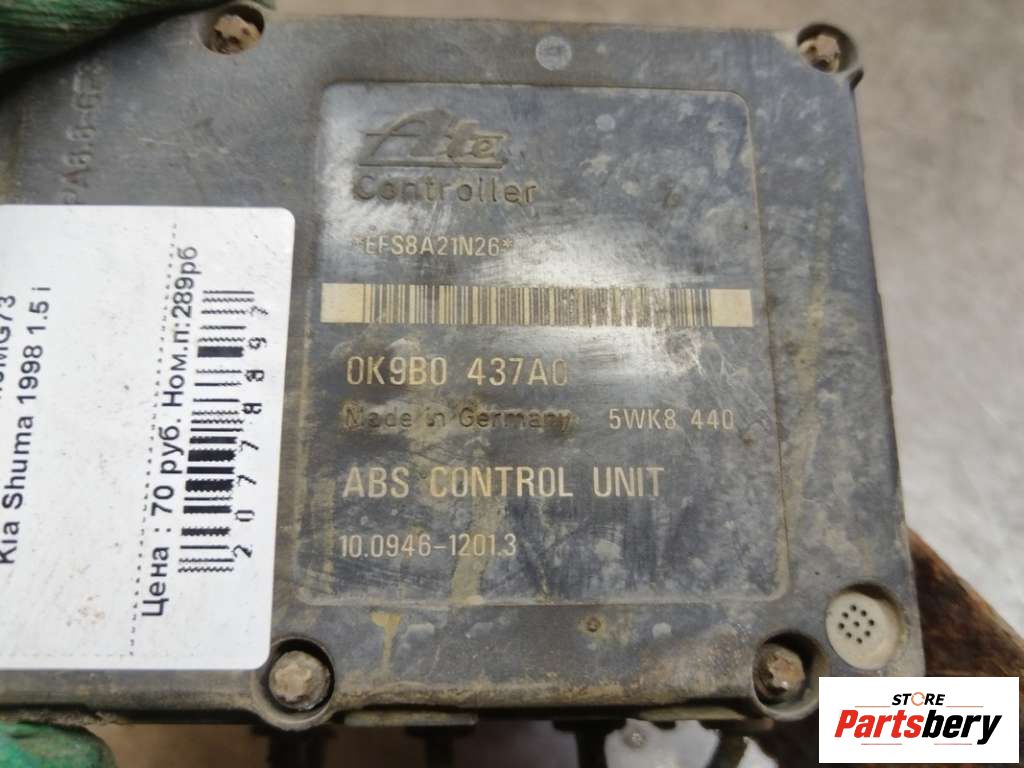 Ate
Controller
*EFS8A21N26*
0K9B0 437A0
Made in Germany 5WK8 440
ABS CONTROL UNIT
10.0946-1201.3
Kia Shuma 1998 1.5 i
Цена : 70 руб. Ном.п:289рб
20778897
STORE
Partsbery